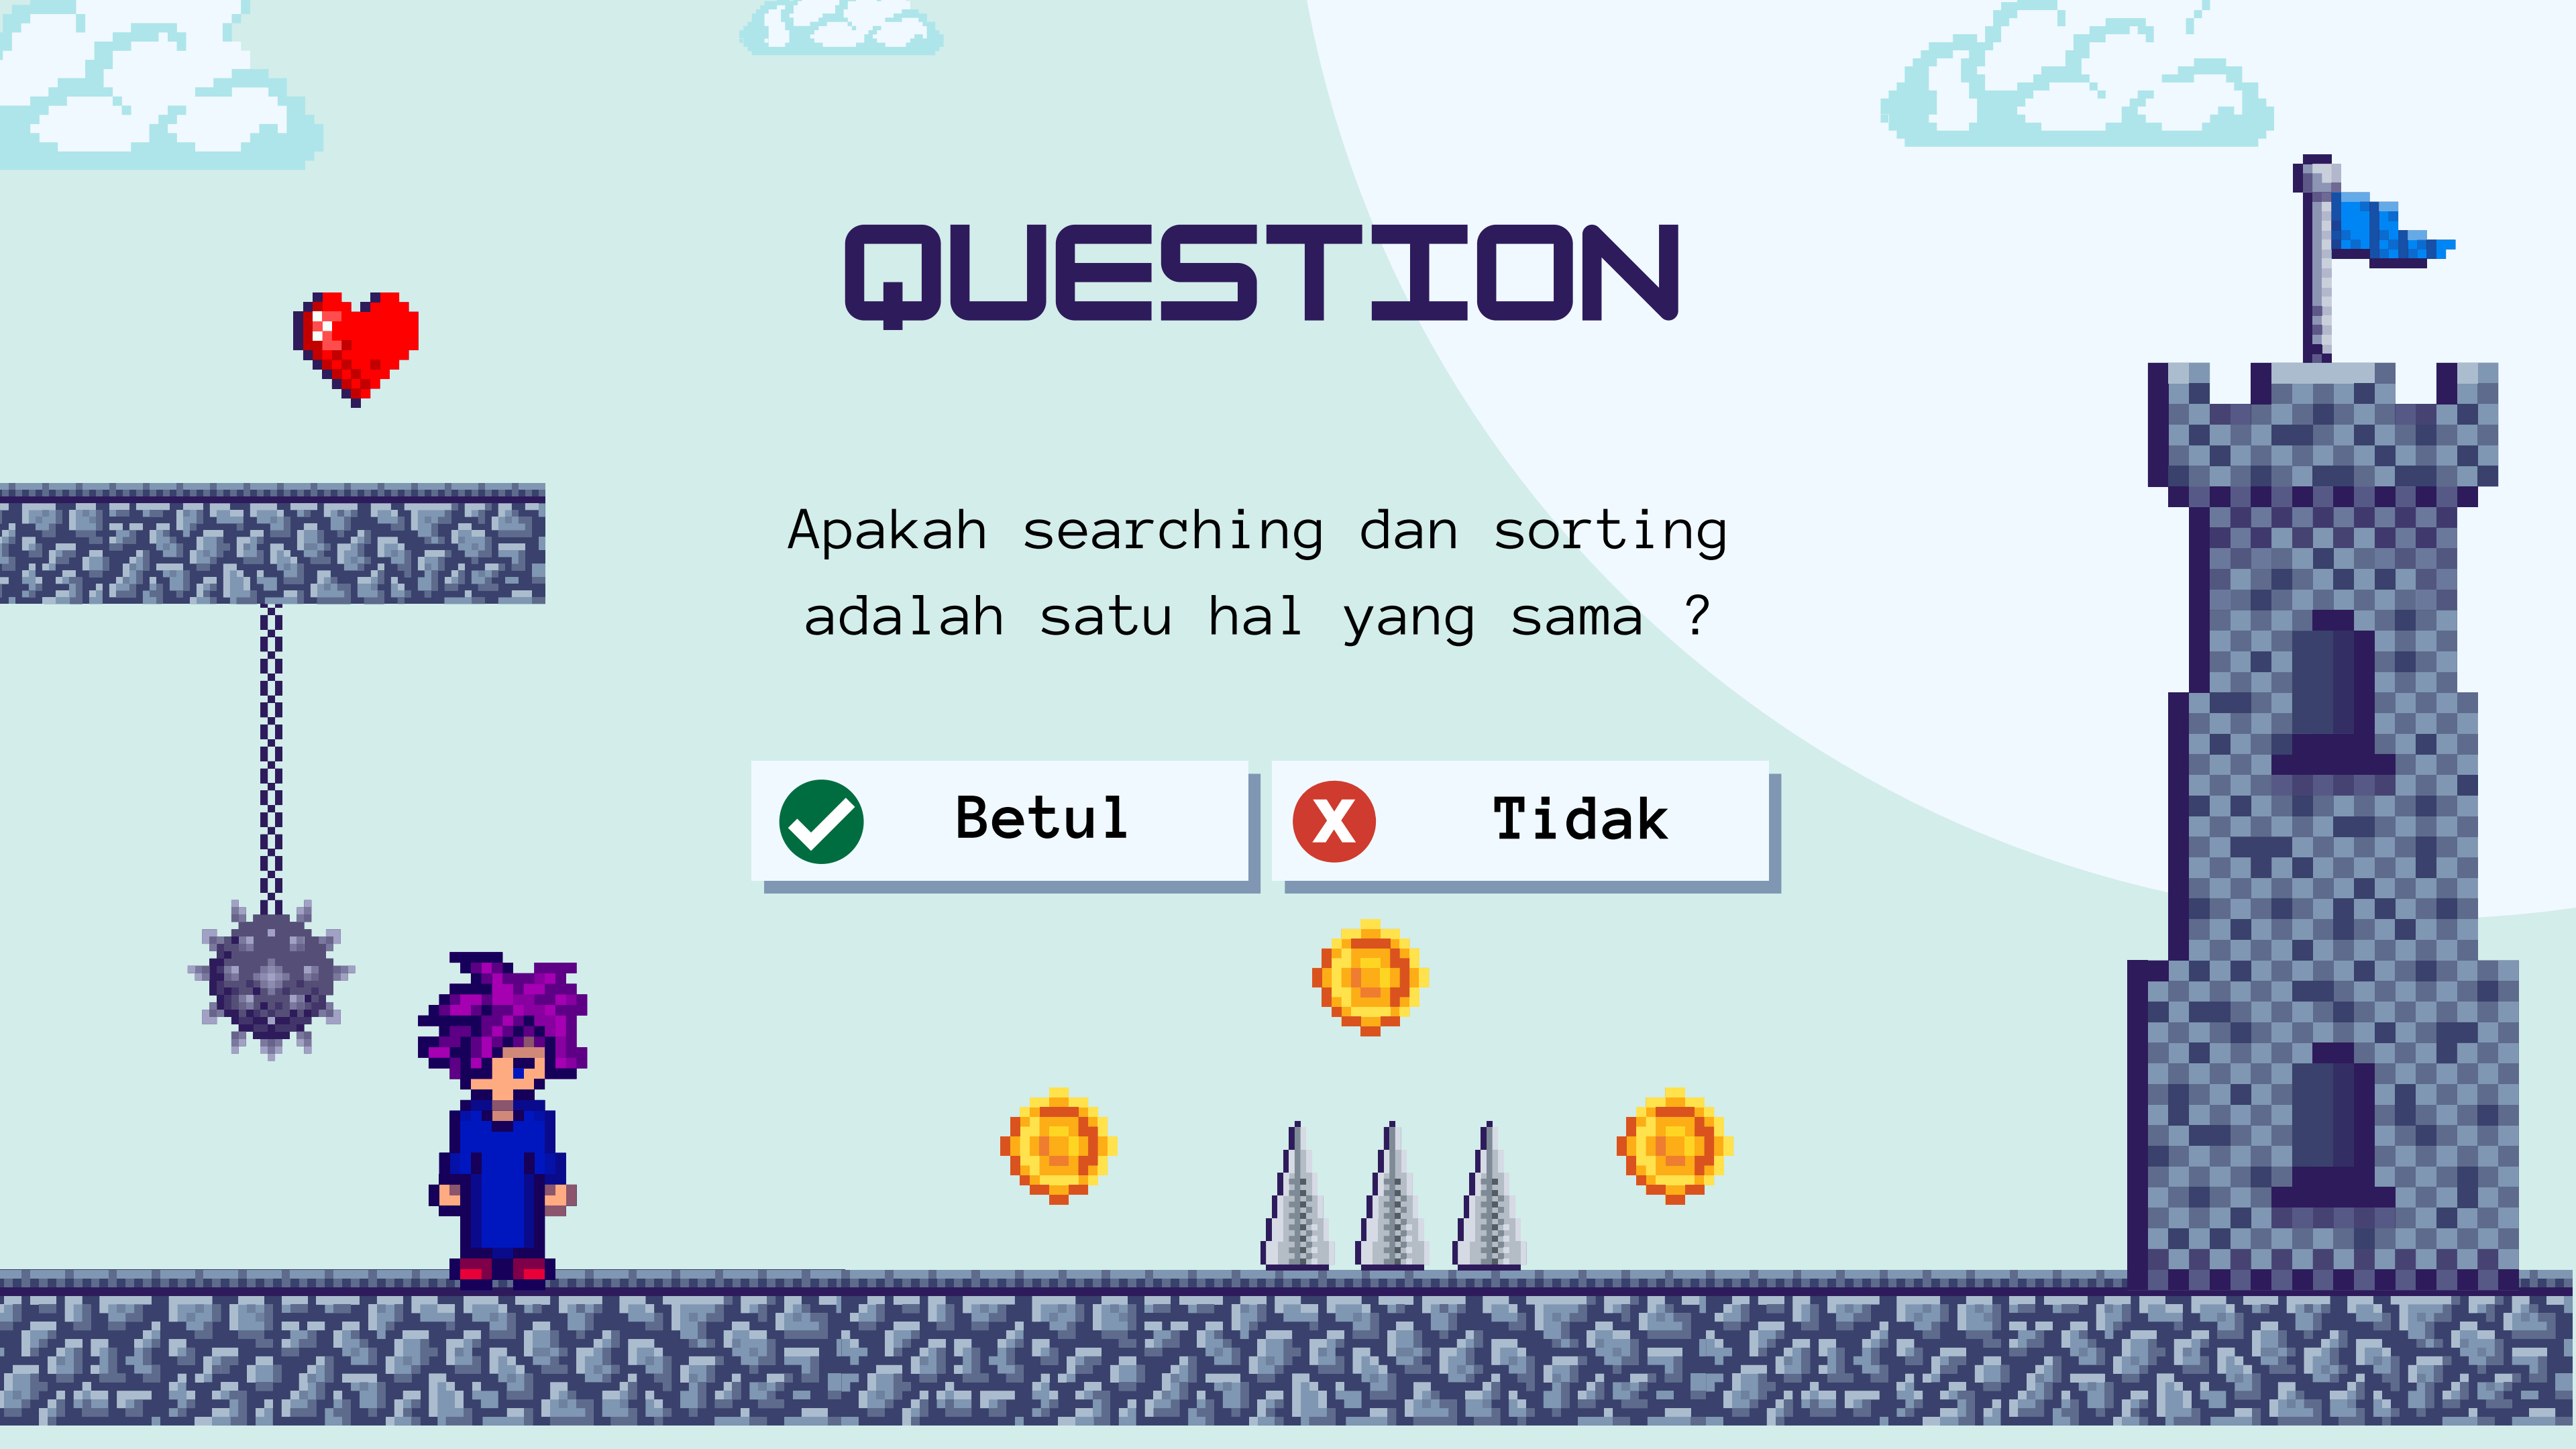 QUESTION
Apakah searching dan sorting
adalah satu hal yang sama ?
Betul
Tidak